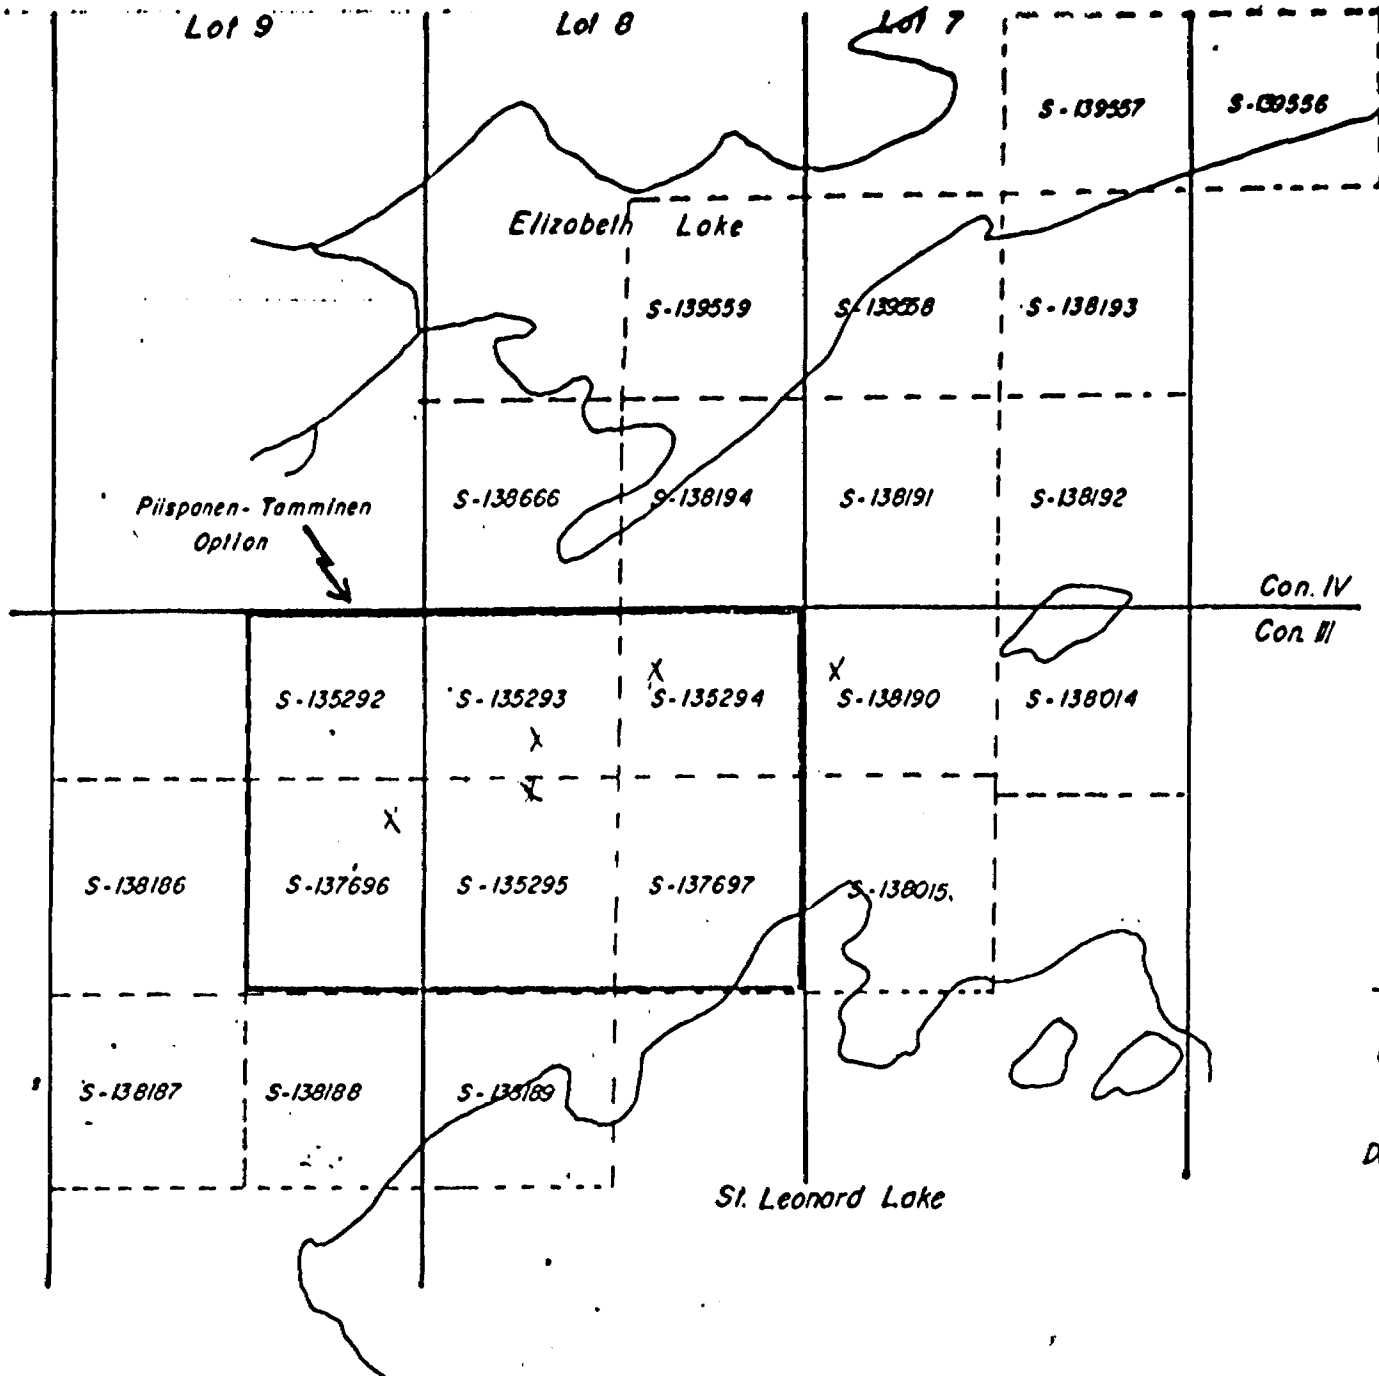 Lot 9
Lot 8
Lot 7
S-139557
S-139556
Elizabeth Lake
S-139559
S-139558
S-138193
S-138666
S-138194
S-138191
S-138192
Piisponen-Tamminen
Option
Con. IV
Con III
X
X
S-135292
S-135293
S-135294
S-138190
S-138014
X
X
X
S-138186
S-137696
S-135295
S-137697
S-138015.
S-138187
S-138188
S-138189
D
St. Leonard Lake